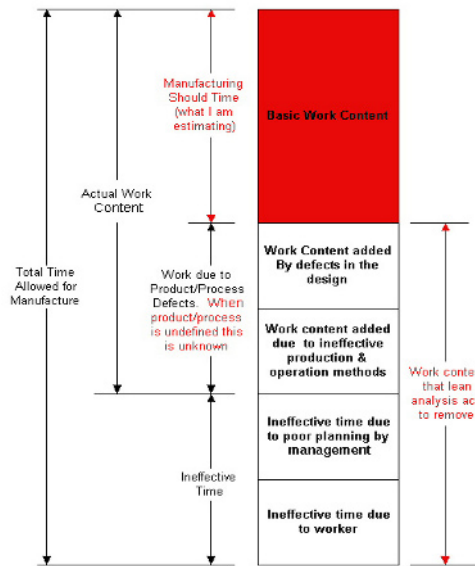 Manufacturing
Should Time
(what I am
estimating)
Basic Work Content
Actual Work
Content
Total Time
Allowed for
Manufacture
Work due to
Product/Process
Defects. When
product/process
is undefined this
is unknown
Work Content added
By defects in the
design
Work content added
due to ineffective
production &
operation methods
Work conte
that lean
analysis ac
to remove
Ineffective time due
to poor planning by
management
Ineffective
Time
Ineffective time due
to worker